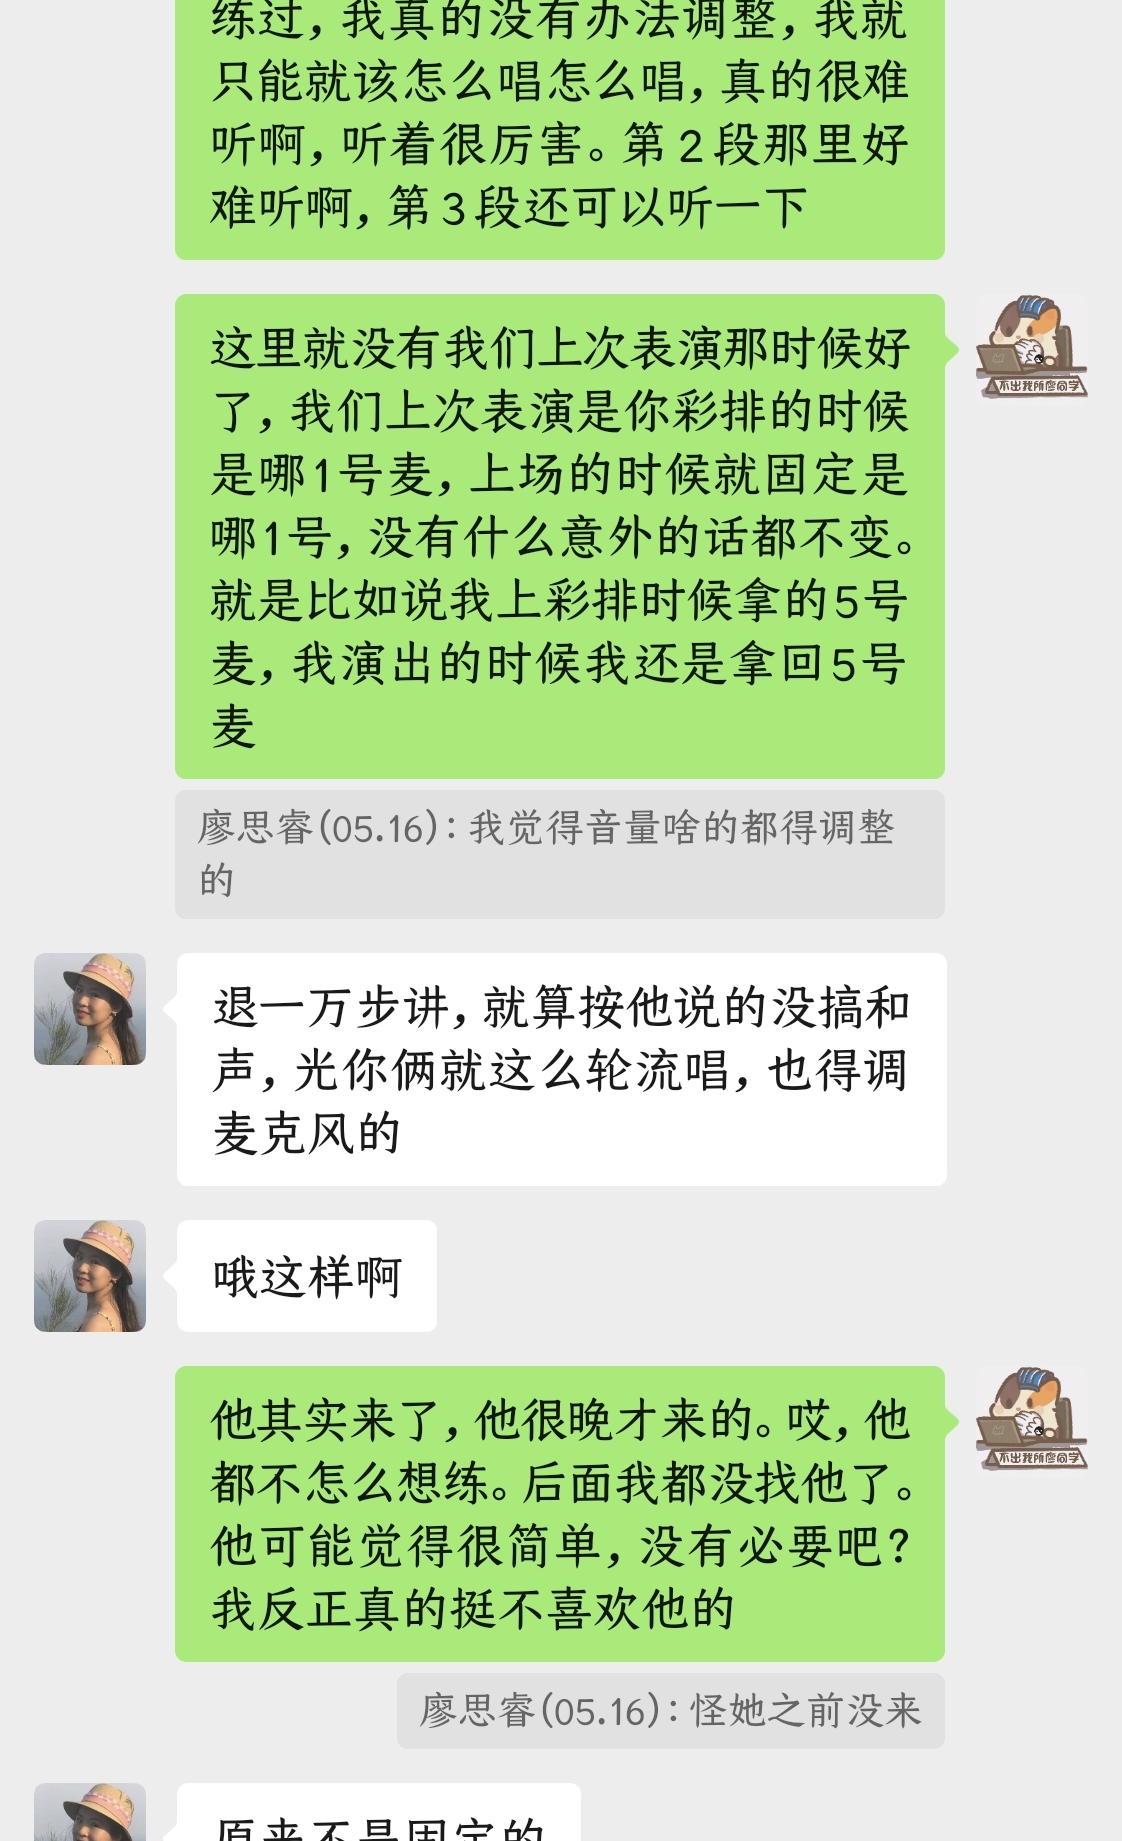 练过，我真的没有办法调整，我就
只能就该怎么唱怎么唱，真的很难
听啊，听着很厉害。第2段那里好
难听啊，第3段还可以听一下
这里就没有我们上次表演那时候好
了，我们上次表演是你彩排的时候
是哪1号麦，上场的时候就固定是
哪1号，没有什么意外的话都不变。
就是比如说我上彩排时候拿的5号
麦，我演出的时候我还是拿回5号
麦
不出我所廖同学
廖思睿(05.16)：我觉得音量啥的都得调整
的
退一万步讲，就算按他说的没搞和
声，光你俩就这么轮流唱，也得调
麦克风的
哦这样啊
他其实来了，他很晚才来的。哎，他
都不怎么想练。后面我都没找他了。
他可能觉得很简单，没有必要吧？
我反正真的挺不喜欢他的
不出我所廖同学
廖思睿(05.16)：怪她之前没来
原来不是固定的